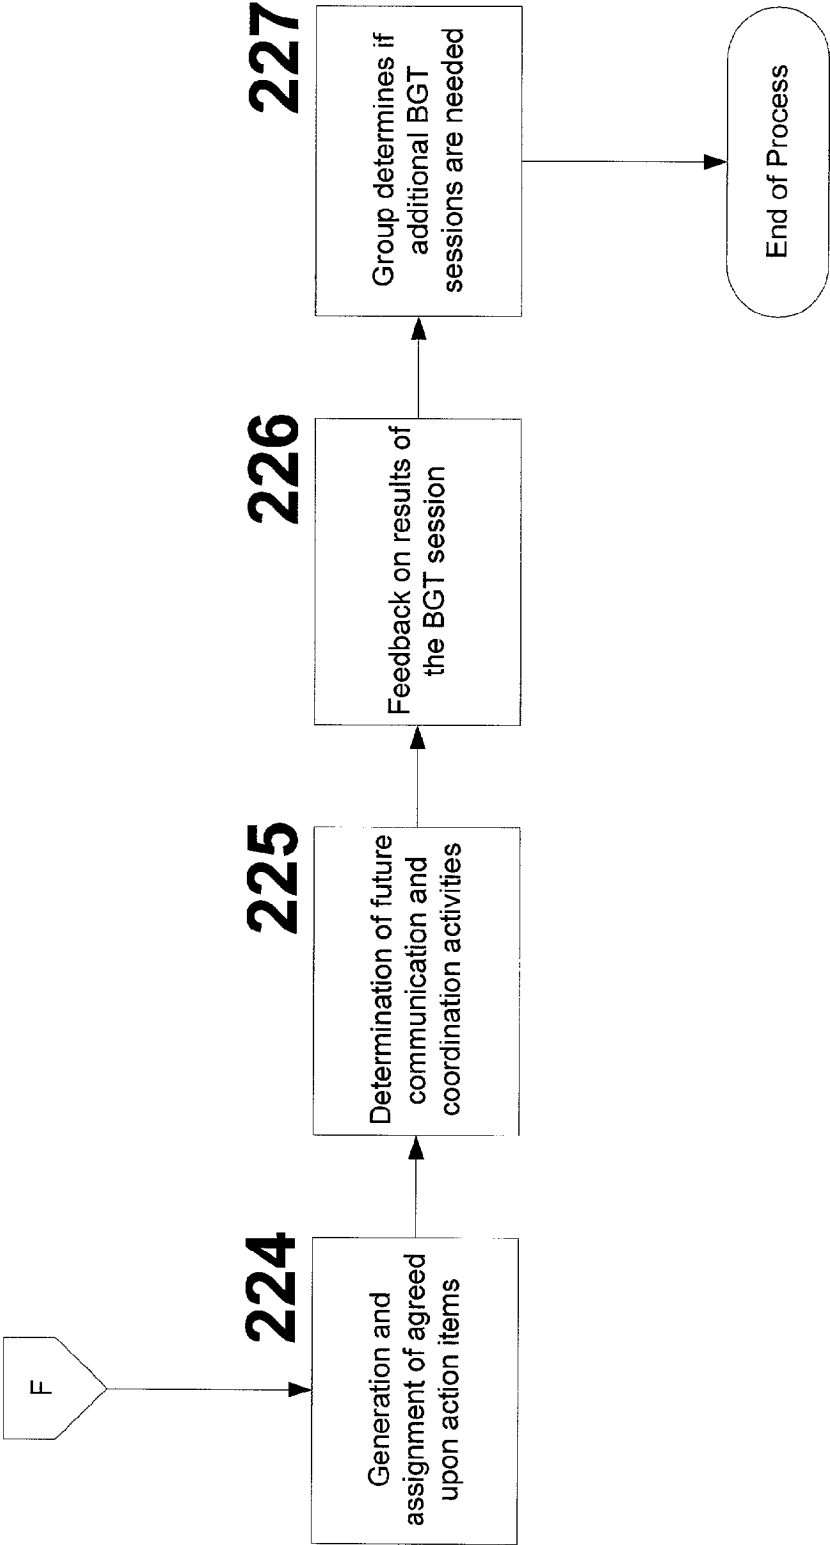 F
224
Generation and
assignment of agreed
upon action items
225
Determination of future
communication and
coordination activities
226
Feedback on results of
the BGT session
227
Group determines if
additional BGT
sessions are needed
End of Process